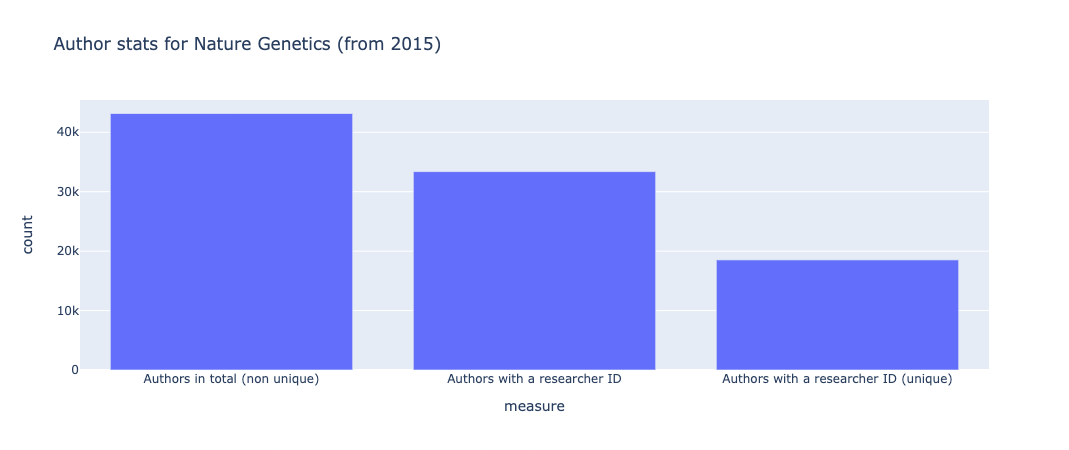 Author stats for Nature Genetics (from 2015)
count
40k
30k
20k
10k
0
Authors in total (non unique)
Authors with a researcher ID
Authors with a researcher ID (unique)
measure